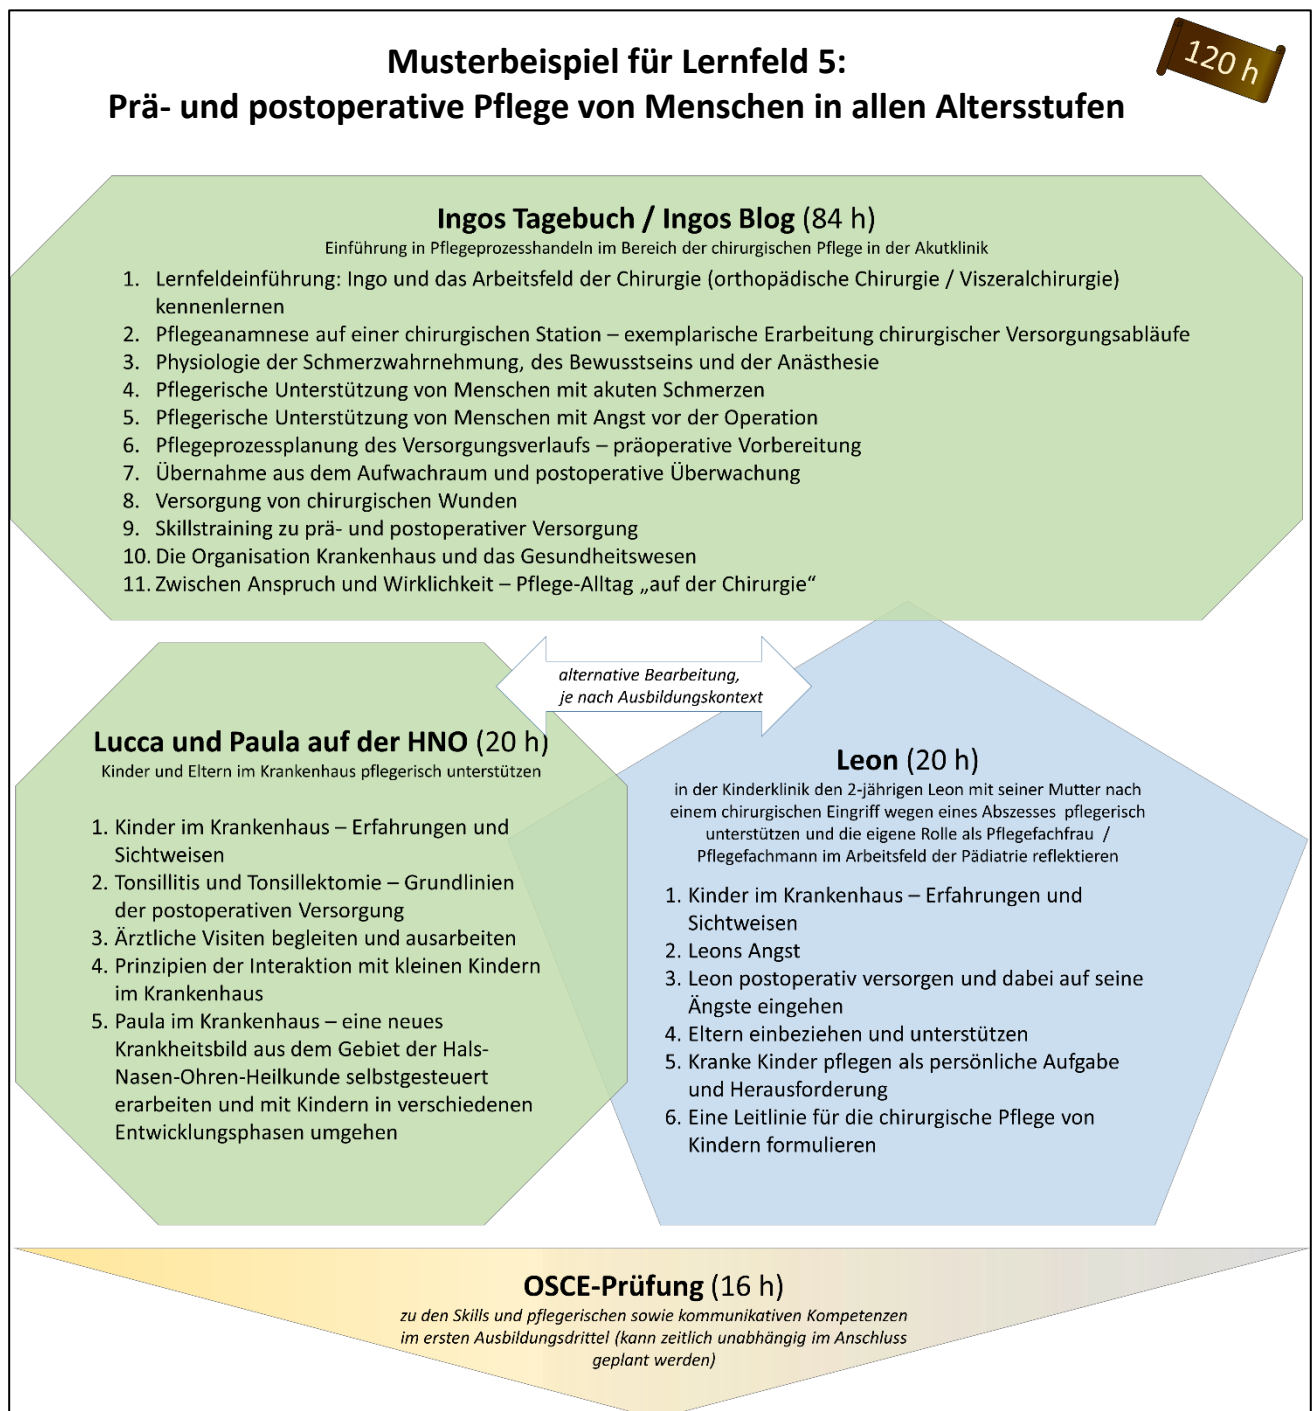 Musterbeispiel für Lernfeld 5:
Prä- und postoperative Pflege von Menschen in allen Altersstufen
120 h
Ingos Tagebuch / Ingos Blog (84 h)
Einführung in Pflegeprozesshandeln im Bereich der chirurgischen Pflege in der Akutklinik
1. Lernfeldeinführung: Ingo und das Arbeitsfeld der Chirurgie (orthopädische Chirurgie / Viszeralchirurgie)
kennenlernen
2. Pflegeanamnese auf einer chirurgischen Station – exemplarische Erarbeitung chirurgischer Versorgungsabläufe
3. Physiologie der Schmerzwahrnehmung, des Bewusstseins und der Anästhesie
4. Pflegerische Unterstützung von Menschen mit akuten Schmerzen
5. Pflegerische Unterstützung von Menschen mit Angst vor der Operation
6. Pflegeprozessplanung des Versorgungsverlaufs – präoperative Vorbereitung
7. Übernahme aus dem Aufwachraum und postoperative Überwachung
8. Versorgung von chirurgischen Wunden
9. Skillstraining zu prä- und postoperativer Versorgung
10. Die Organisation Krankenhaus und das Gesundheitswesen
11. Zwischen Anspruch und Wirklichkeit – Pflege-Alltag „auf der Chirurgie“
alternative Bearbeitung,
je nach Ausbildungskontext
Lucca und Paula auf der HNO (20 h)
Kinder und Eltern im Krankenhaus pflegerisch unterstützen
1. Kinder im Krankenhaus – Erfahrungen und
Sichtweisen
2. Tonsillitis und Tonsillektomie – Grundlinien
der postoperativen Versorgung
3. Ärztliche Visiten begleiten und ausarbeiten
4. Prinzipien der Interaktion mit kleinen Kindern
im Krankenhaus
5. Paula im Krankenhaus – eine neues
Krankheitsbild aus dem Gebiet der Hals-
Nasen-Ohren-Heilkunde selbstgesteuert
erarbeiten und mit Kindern in verschiedenen
Entwicklungsphasen umgehen
Leon (20 h)
in der Kinderklinik den 2-jährigen Leon mit seiner Mutter nach
einem chirurgischen Eingriff wegen eines Abszesses pflegerisch
unterstützen und die eigene Rolle als Pflegefachfrau /
Pflegefachmann im Arbeitsfeld der Pädiatrie reflektieren
1. Kinder im Krankenhaus – Erfahrungen und
Sichtweisen
2. Leons Angst
3. Leon postoperativ versorgen und dabei auf seine
Ängste eingehen
4. Eltern einbeziehen und unterstützen
5. Kranke Kinder pflegen als persönliche Aufgabe
und Herausforderung
6. Eine Leitlinie für die chirurgische Pflege von
Kindern formulieren
OSCE-Prüfung (16 h)
zu den Skills und pflegerischen sowie kommunikativen Kompetenzen
im ersten Ausbildungsdrittel (kann zeitlich unabhängig im Anschluss
geplant werden)